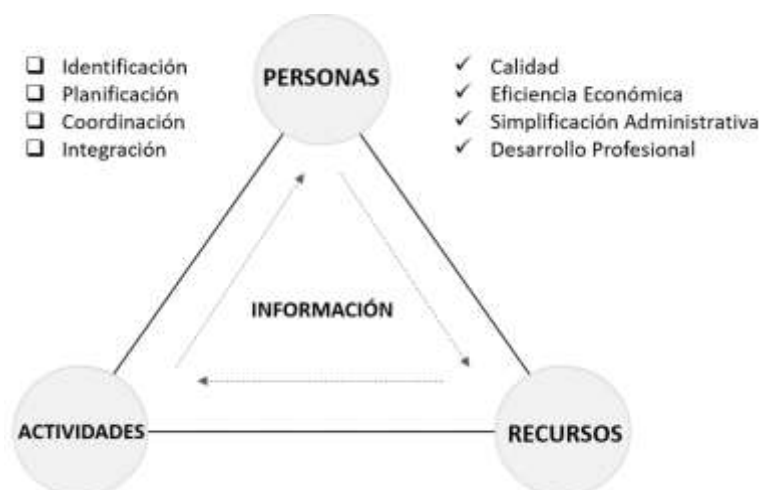 Identificación
Planificación
Coordinación
Integración
PERSONAS
Calidad
Eficiencia Económica
Simplificación Administrativa
Desarrollo Profesional
INFORMACIÓN
ACTIVIDADES
RECURSOS